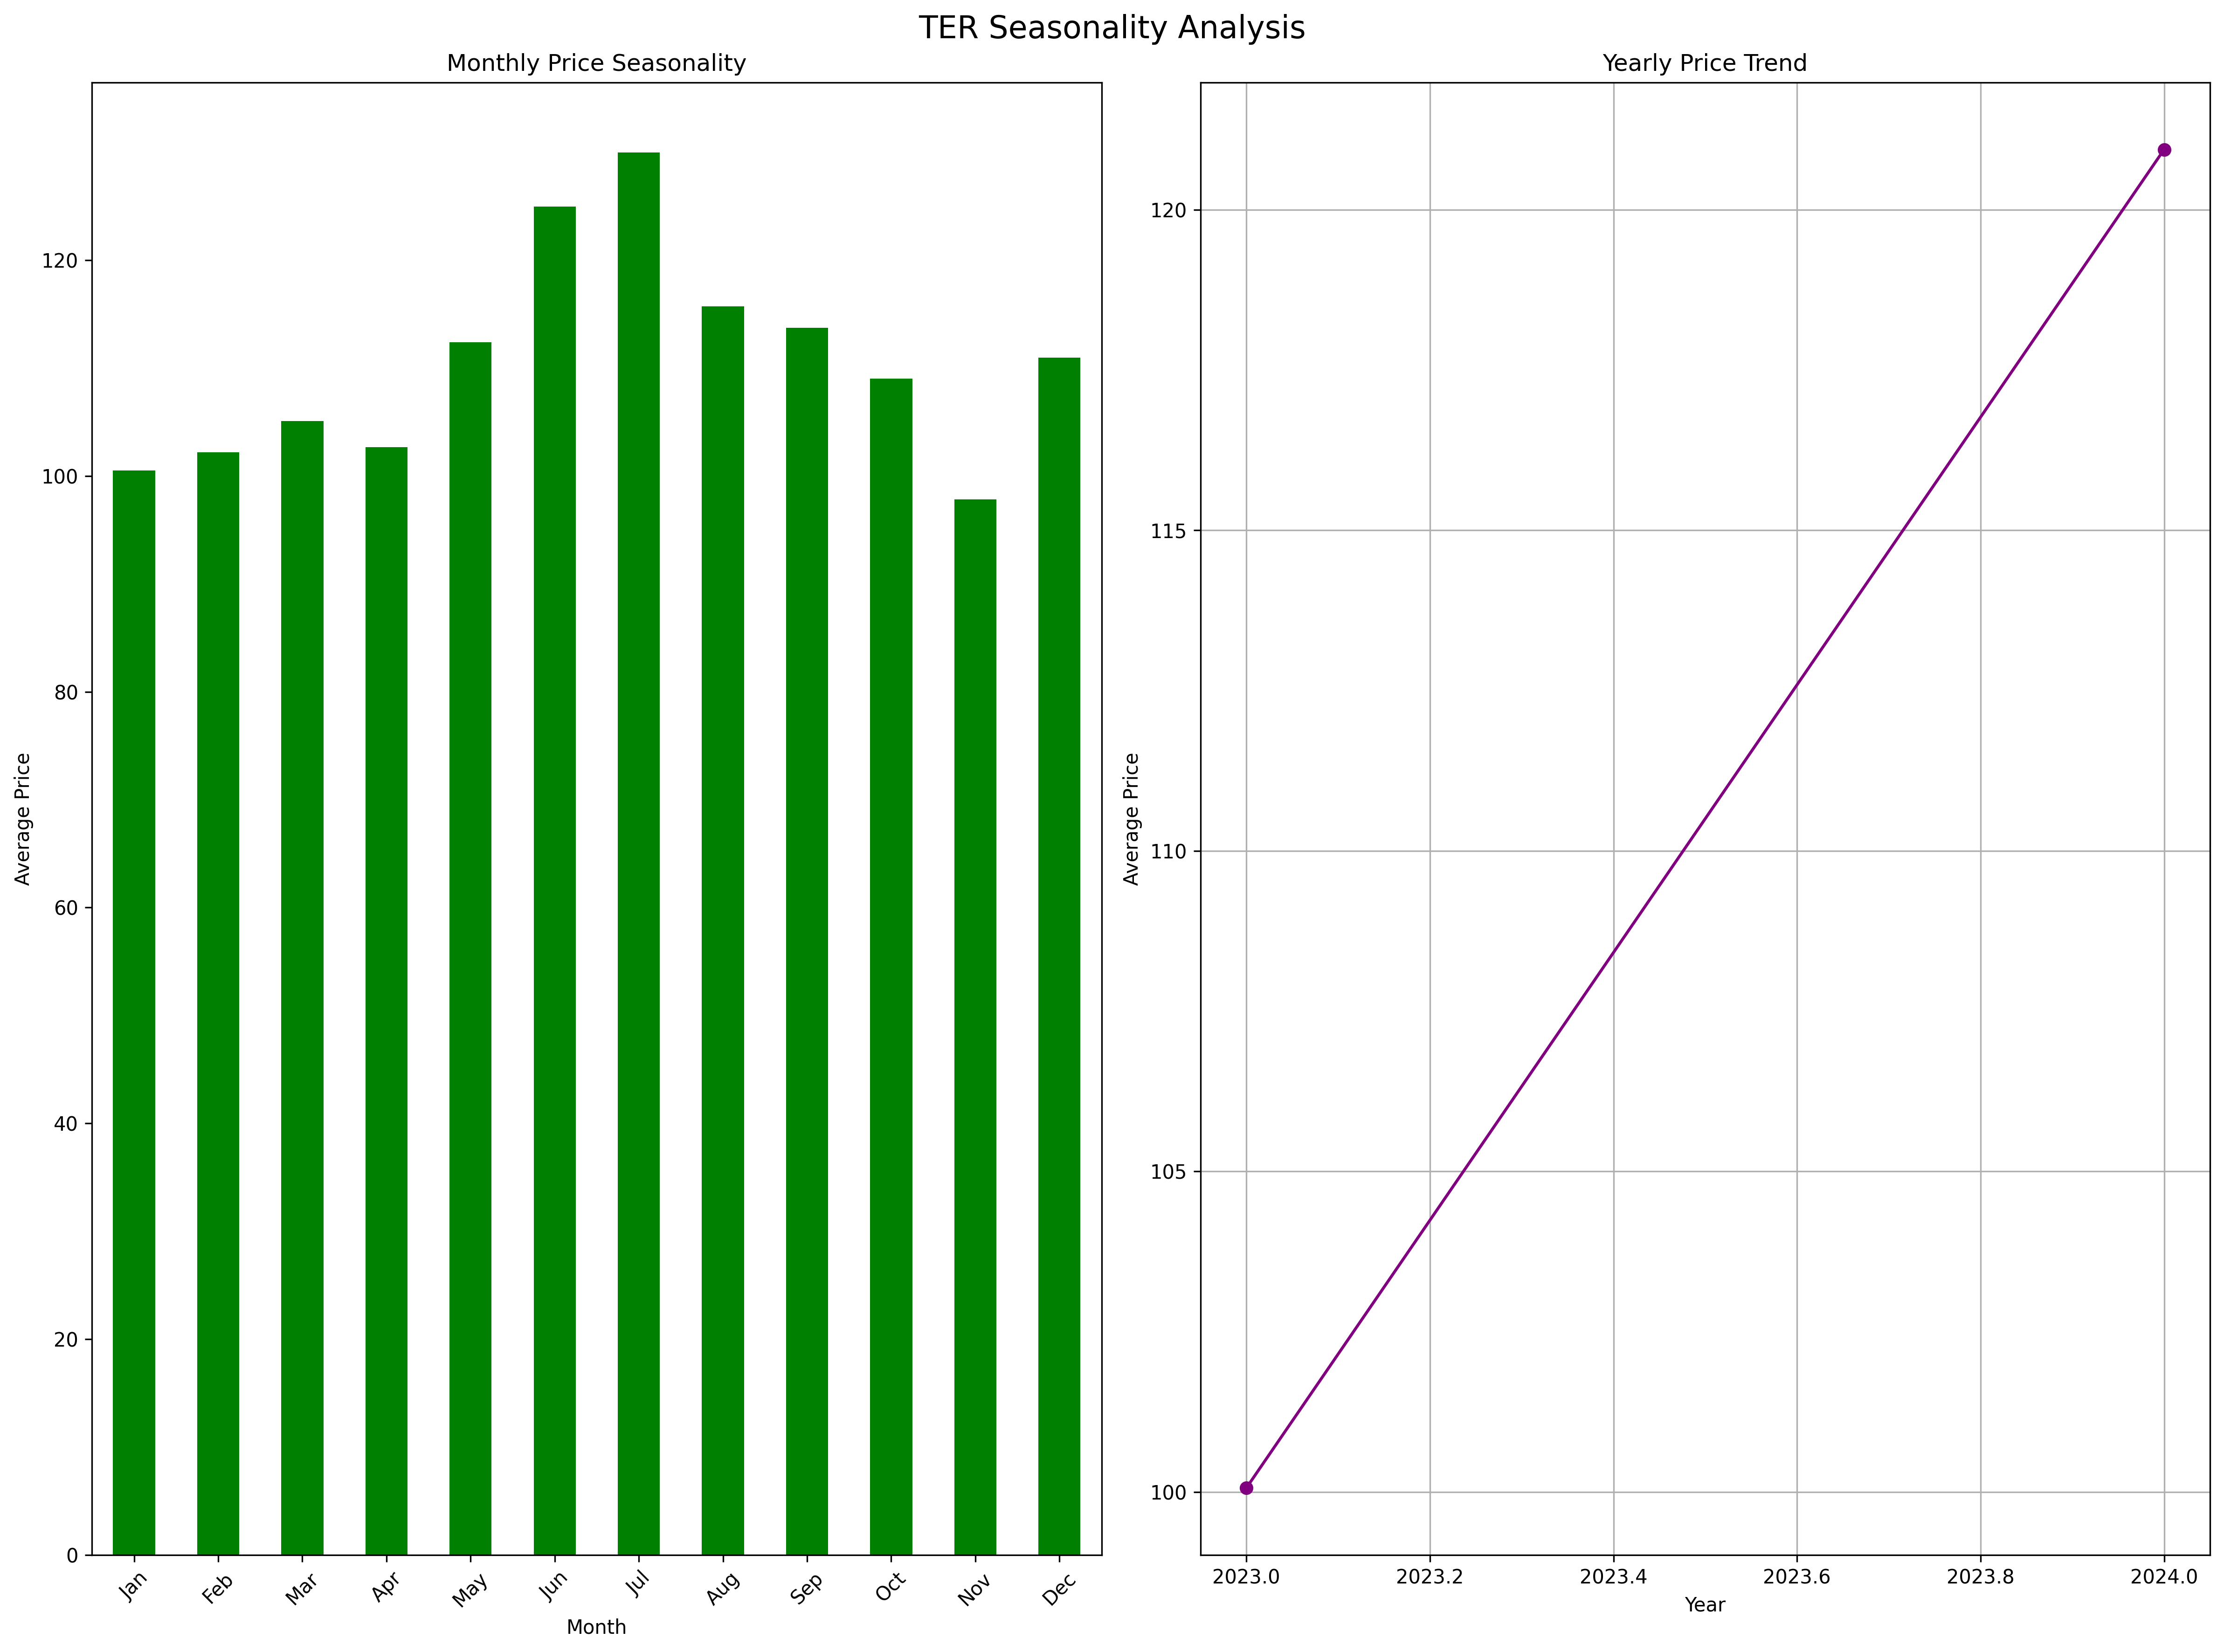 TER Seasonality Analysis
Monthly Price Seasonality
Average Price
120
100
80
60
40
20
0
Jan Feb Mar Apr May Jun Jul Aug Sep Oct Nov Dec
Month
Yearly Price Trend
Average Price
120
115
110
105
100
2023.0 2023.2 2023.4 2023.6 2023.8 2024.0
Year